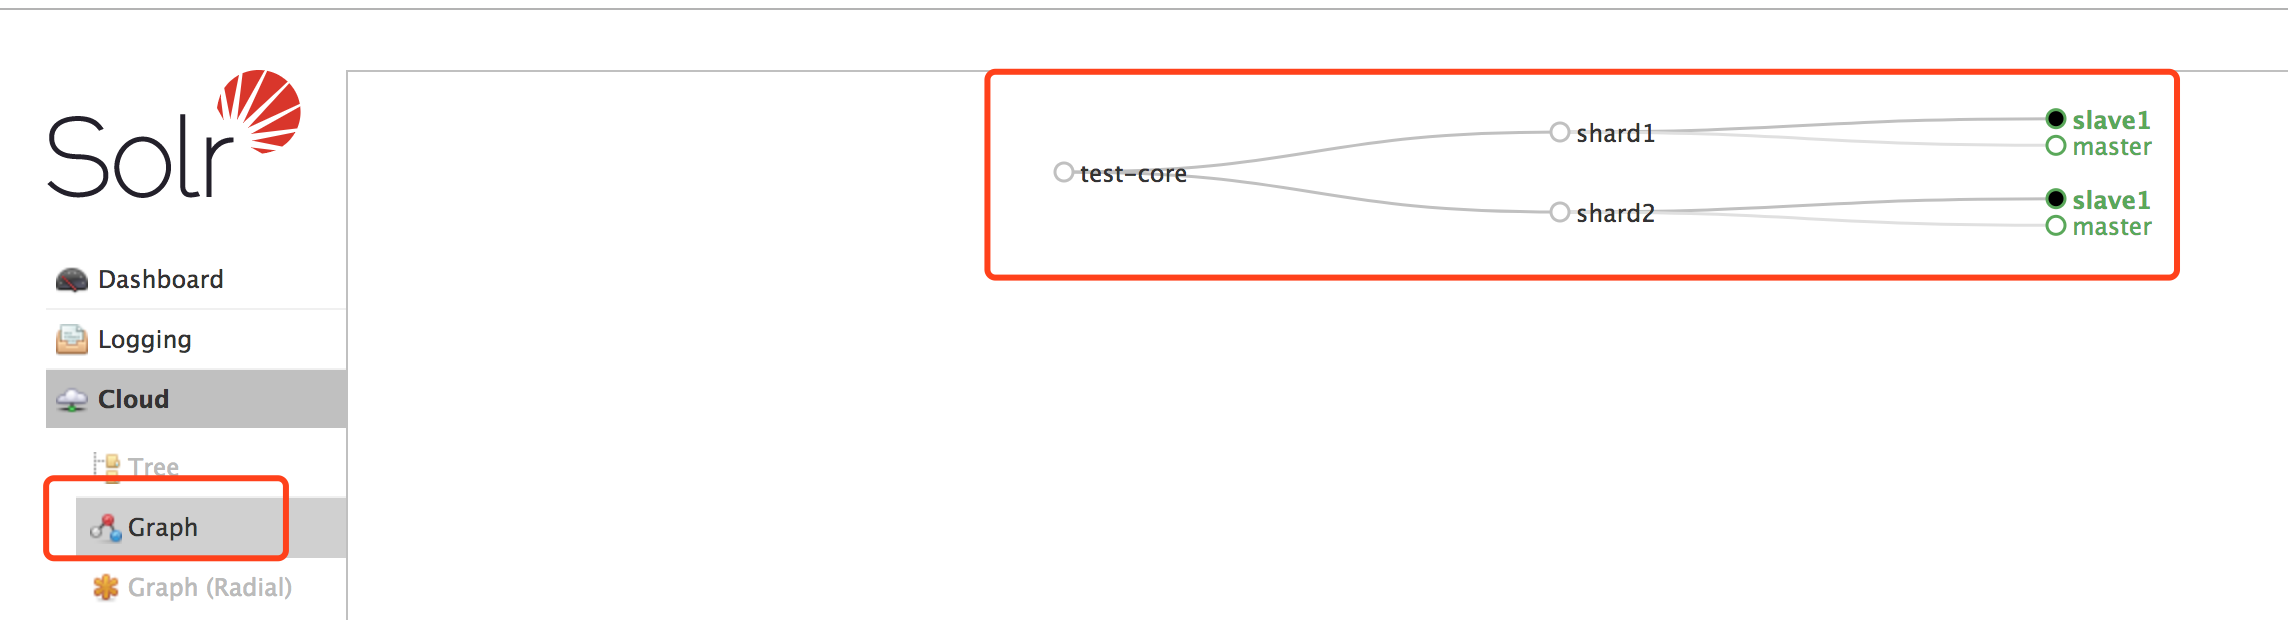 Solr
Dashboard
Logging
Cloud
Tree
Graph
Graph (Radial)
test-core
shard1
slave1
master
shard2
slave1
master